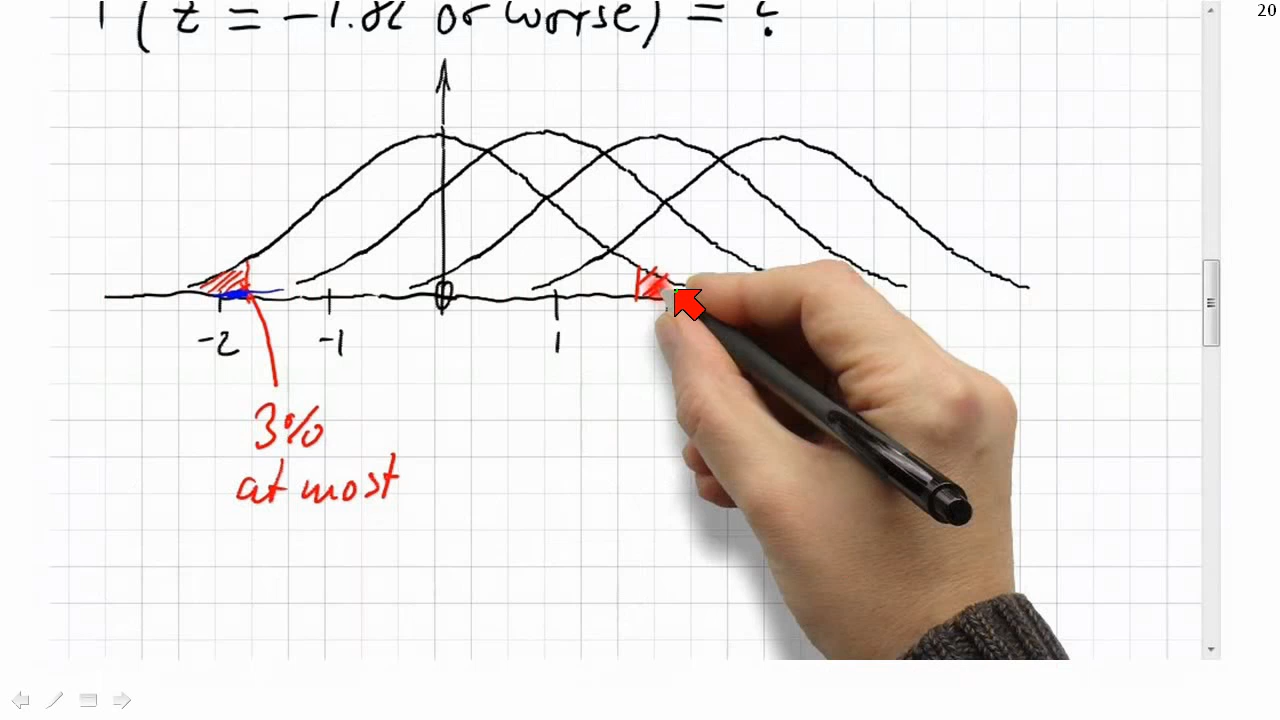 20
(z = -1.82 or worse) = ?
-2 -1 0 1
3%
at most